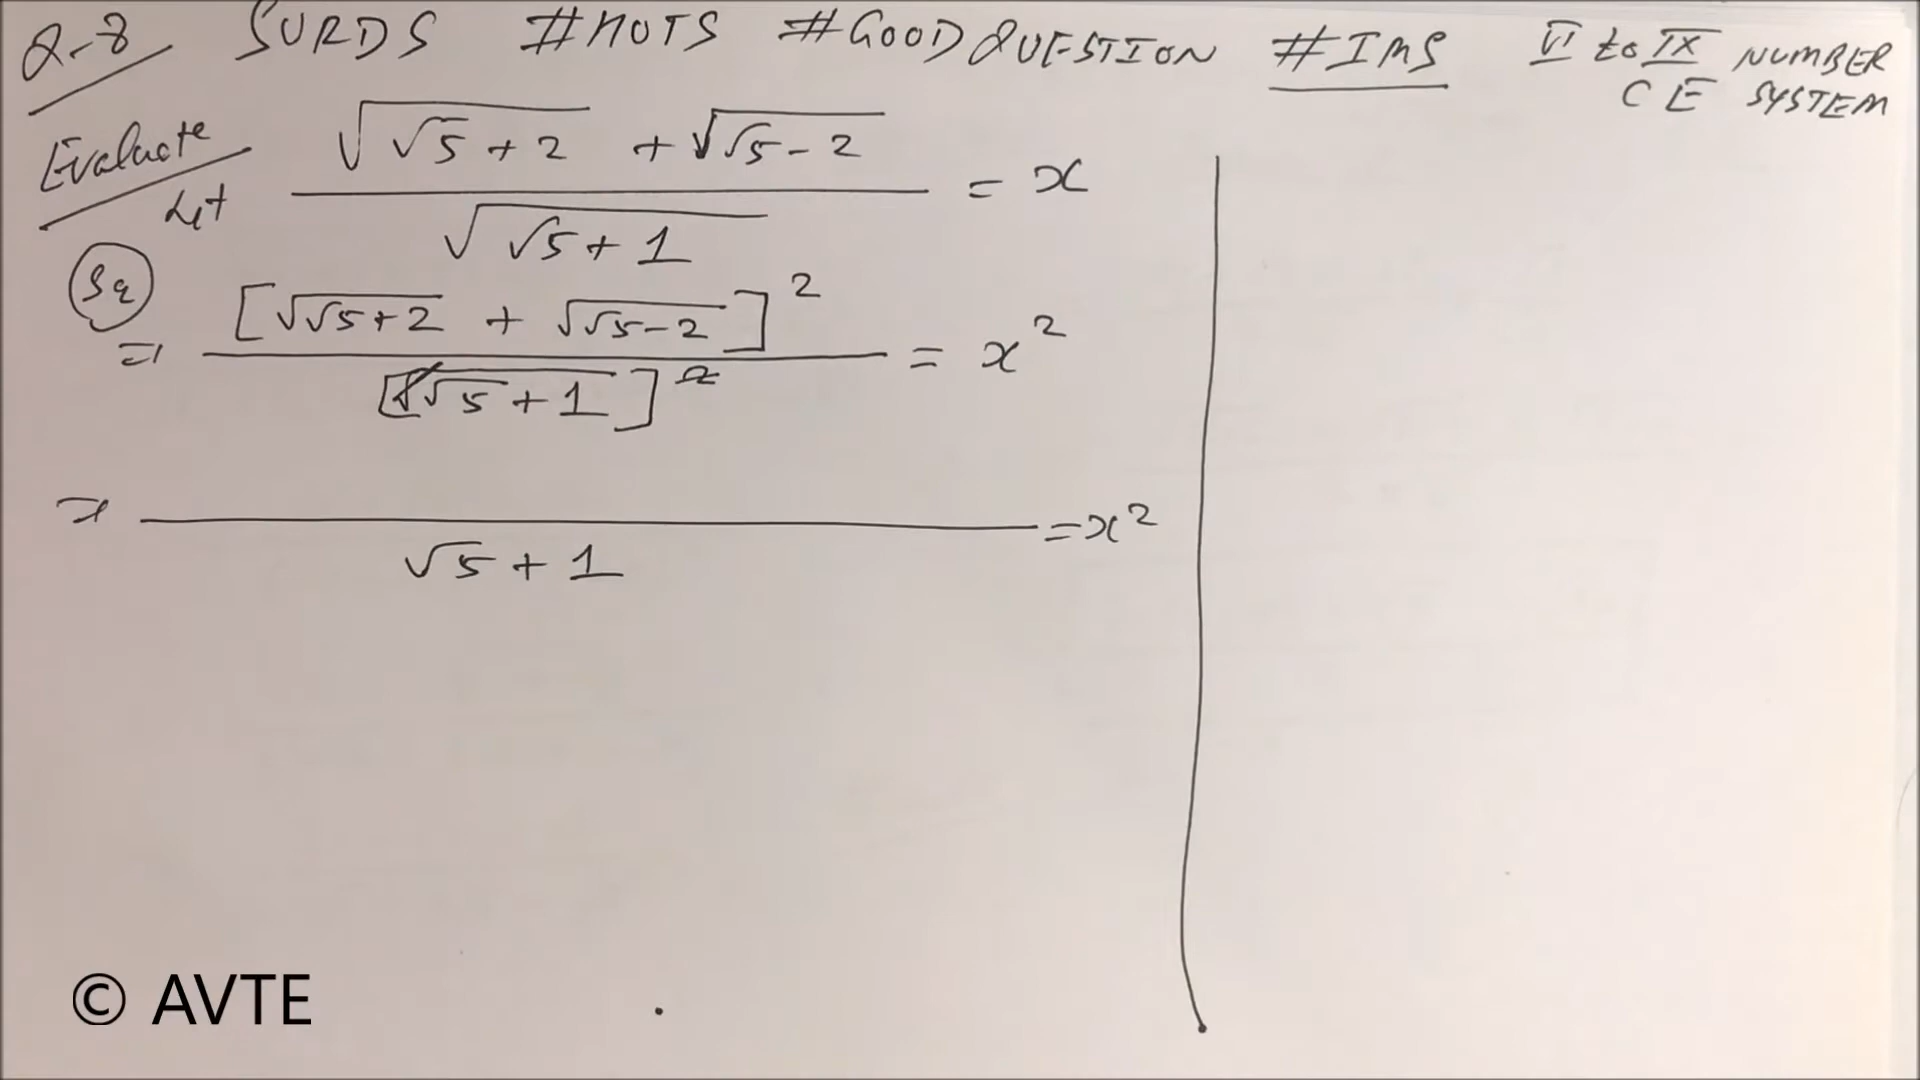 Q-8 SURDS #HOTS #GOOD QUESTION #IMS VI to IX NUMBER
CE SYSTEM
Evaluate
Let (√(√5 + 2) + √(√5 - 2)) / √(√5 + 1) = x
Sq
⇒ [√(√5+2) + √(√5-2)]² / [√(√5+1)]² = x²
⇒ ———— / (√5 + 1) = x²
© AVTE